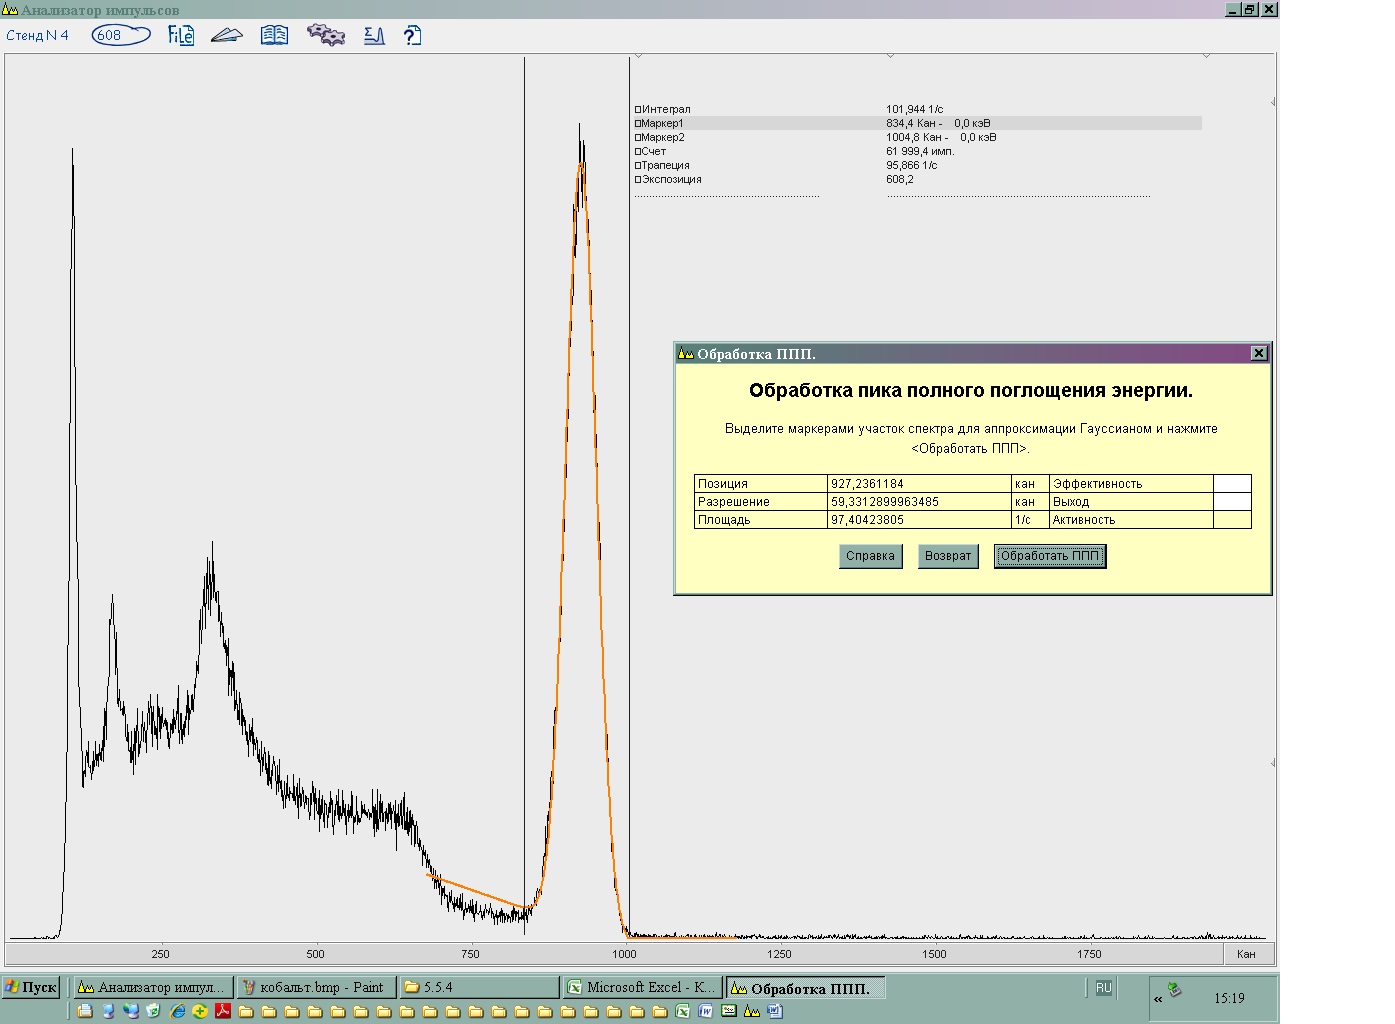 Анализатор импульсов
Стенд N 4
608
File
Интеграл 101,944 1/с
Маркер1 834,4 Кан - 0,0 кэВ
Маркер2 1004,8 Кан - 0,0 кэВ
Счет 61 999,4 имп.
Трапеция 95,866 1/с
Экспозиция 608,2
Обработка ППП.
Обработка пика полного поглощения энергии.
Выделите маркерами участок спектра для аппроксимации Гауссианом и нажмите
<Обработать ППП>.
Позиция 927,2361184 кан Эффективность
Разрешение 59,3312899963485 кан Выход
Площадь 97,40423805 1/с Активность
Справка Возврат Обработать ППП
250 500 750 1000 1250 1500 1750 Кан
Пуск Анализатор импул... кобальт.bmp - Paint 5.5.4 Microsoft Excel - К... Обработка ППП. RU « 15:19